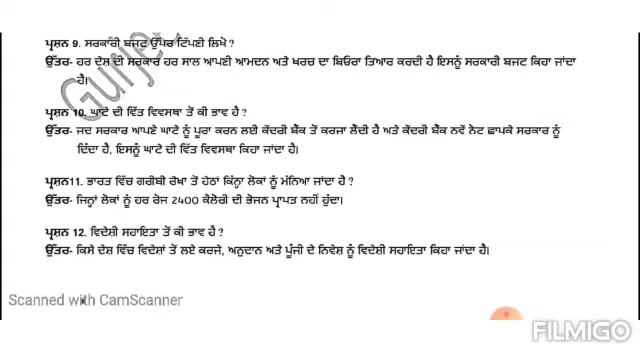 ਪ੍ਰਸ਼ਨ 9. ਸਰਕਾਰੀ ਬਜਟ ਉੱਪਰ ਟਿੱਪਣੀ ਲਿਖੋ ?
ਉੱਤਰ- ਹਰ ਦੇਸ਼ ਦੀ ਸਰਕਾਰ ਹਰ ਸਾਲ ਆਪਣੀ ਆਮਦਨ ਅਤੇ ਖਰਚ ਦਾ ਬਿਓਰਾ ਤਿਆਰ ਕਰਦੀ ਹੈ ਇਸਨੂੰ ਸਰਕਾਰੀ ਬਜਟ ਕਿਹਾ ਜਾਂਦਾ
ਹੈ।
ਪ੍ਰਸ਼ਨ 10. ਘਾਟੇ ਦੀ ਵਿੱਤ ਵਿਵਸਥਾ ਤੋਂ ਕੀ ਭਾਵ ਹੈ ?
ਉੱਤਰ- ਜਦ ਸਰਕਾਰ ਆਪਣੇ ਘਾਟੇ ਨੂੰ ਪੂਰਾ ਕਰਨ ਲਈ ਕੇਂਦਰੀ ਬੈਂਕ ਤੋਂ ਕਰਜਾ ਲੈਂਦੀ ਹੈ ਅਤੇ ਕੇਂਦਰੀ ਬੈਂਕ ਨਵੇਂ ਨੋਟ ਛਾਪਕੇ ਸਰਕਾਰ ਨੂੰ
ਦਿੰਦਾ ਹੈ, ਇਸਨੂੰ ਘਾਟੇ ਦੀ ਵਿੱਤ ਵਿਵਸਥਾ ਕਿਹਾ ਜਾਂਦਾ ਹੈ।
ਪ੍ਰਸ਼ਨ11. ਭਾਰਤ ਵਿੱਚ ਗਰੀਬੀ ਰੇਖਾ ਤੋਂ ਹੇਠਾਂ ਕਿੰਨ੍ਹਾ ਲੋਕਾਂ ਨੂੰ ਮੰਨਿਆ ਜਾਂਦਾ ਹੈ ?
ਉੱਤਰ- ਜਿਨ੍ਹਾਂ ਲੋਕਾਂ ਨੂੰ ਹਰ ਰੋਜ 2400 ਕੈਲੋਰੀ ਦੀ ਭੋਜਨ ਪ੍ਰਾਪਤ ਨਹੀਂ ਹੁੰਦਾ।
ਪ੍ਰਸ਼ਨ 12. ਵਿਦੇਸ਼ੀ ਸਹਾਇਤਾ ਤੋਂ ਕੀ ਭਾਵ ਹੈ ?
ਉੱਤਰ- ਕਿਸੇ ਦੇਸ਼ ਵਿੱਚ ਵਿਦੇਸ਼ਾਂ ਤੋਂ ਲਏ ਕਰਜੇ, ਅਨੁਦਾਨ ਅਤੇ ਪੂੰਜੀ ਦੇ ਨਿਵੇਸ਼ ਨੂੰ ਵਿਦੇਸ਼ੀ ਸਹਾਇਤਾ ਕਿਹਾ ਜਾਂਦਾ ਹੈ।
Scanned with CamScanner
FILMIGO